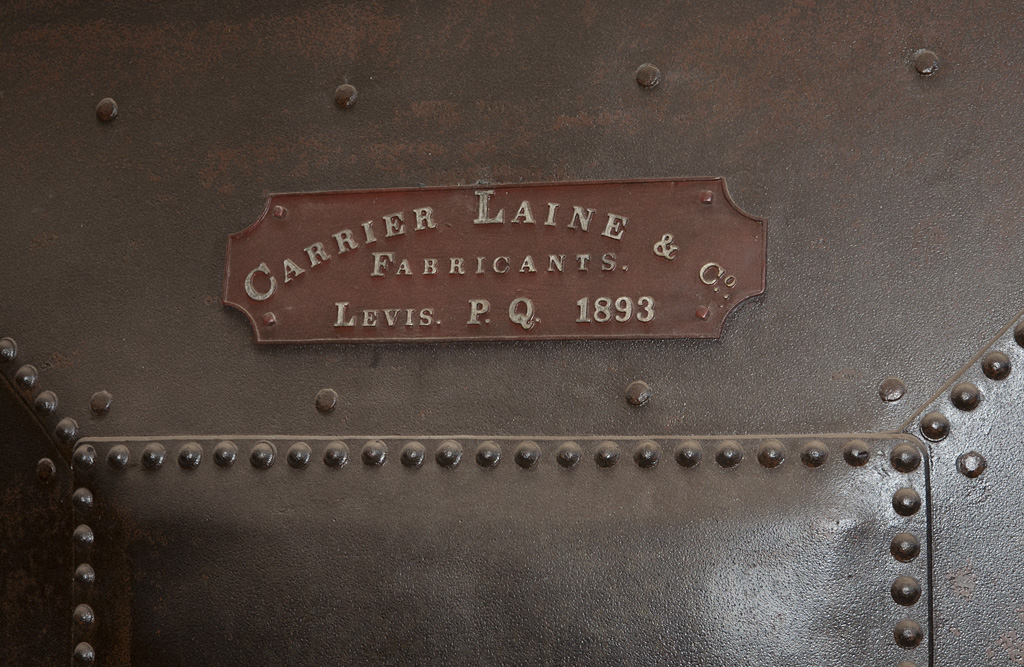 CARRIER LAINE & Co.
FABRICANTS.
LEVIS. P. Q. 1893